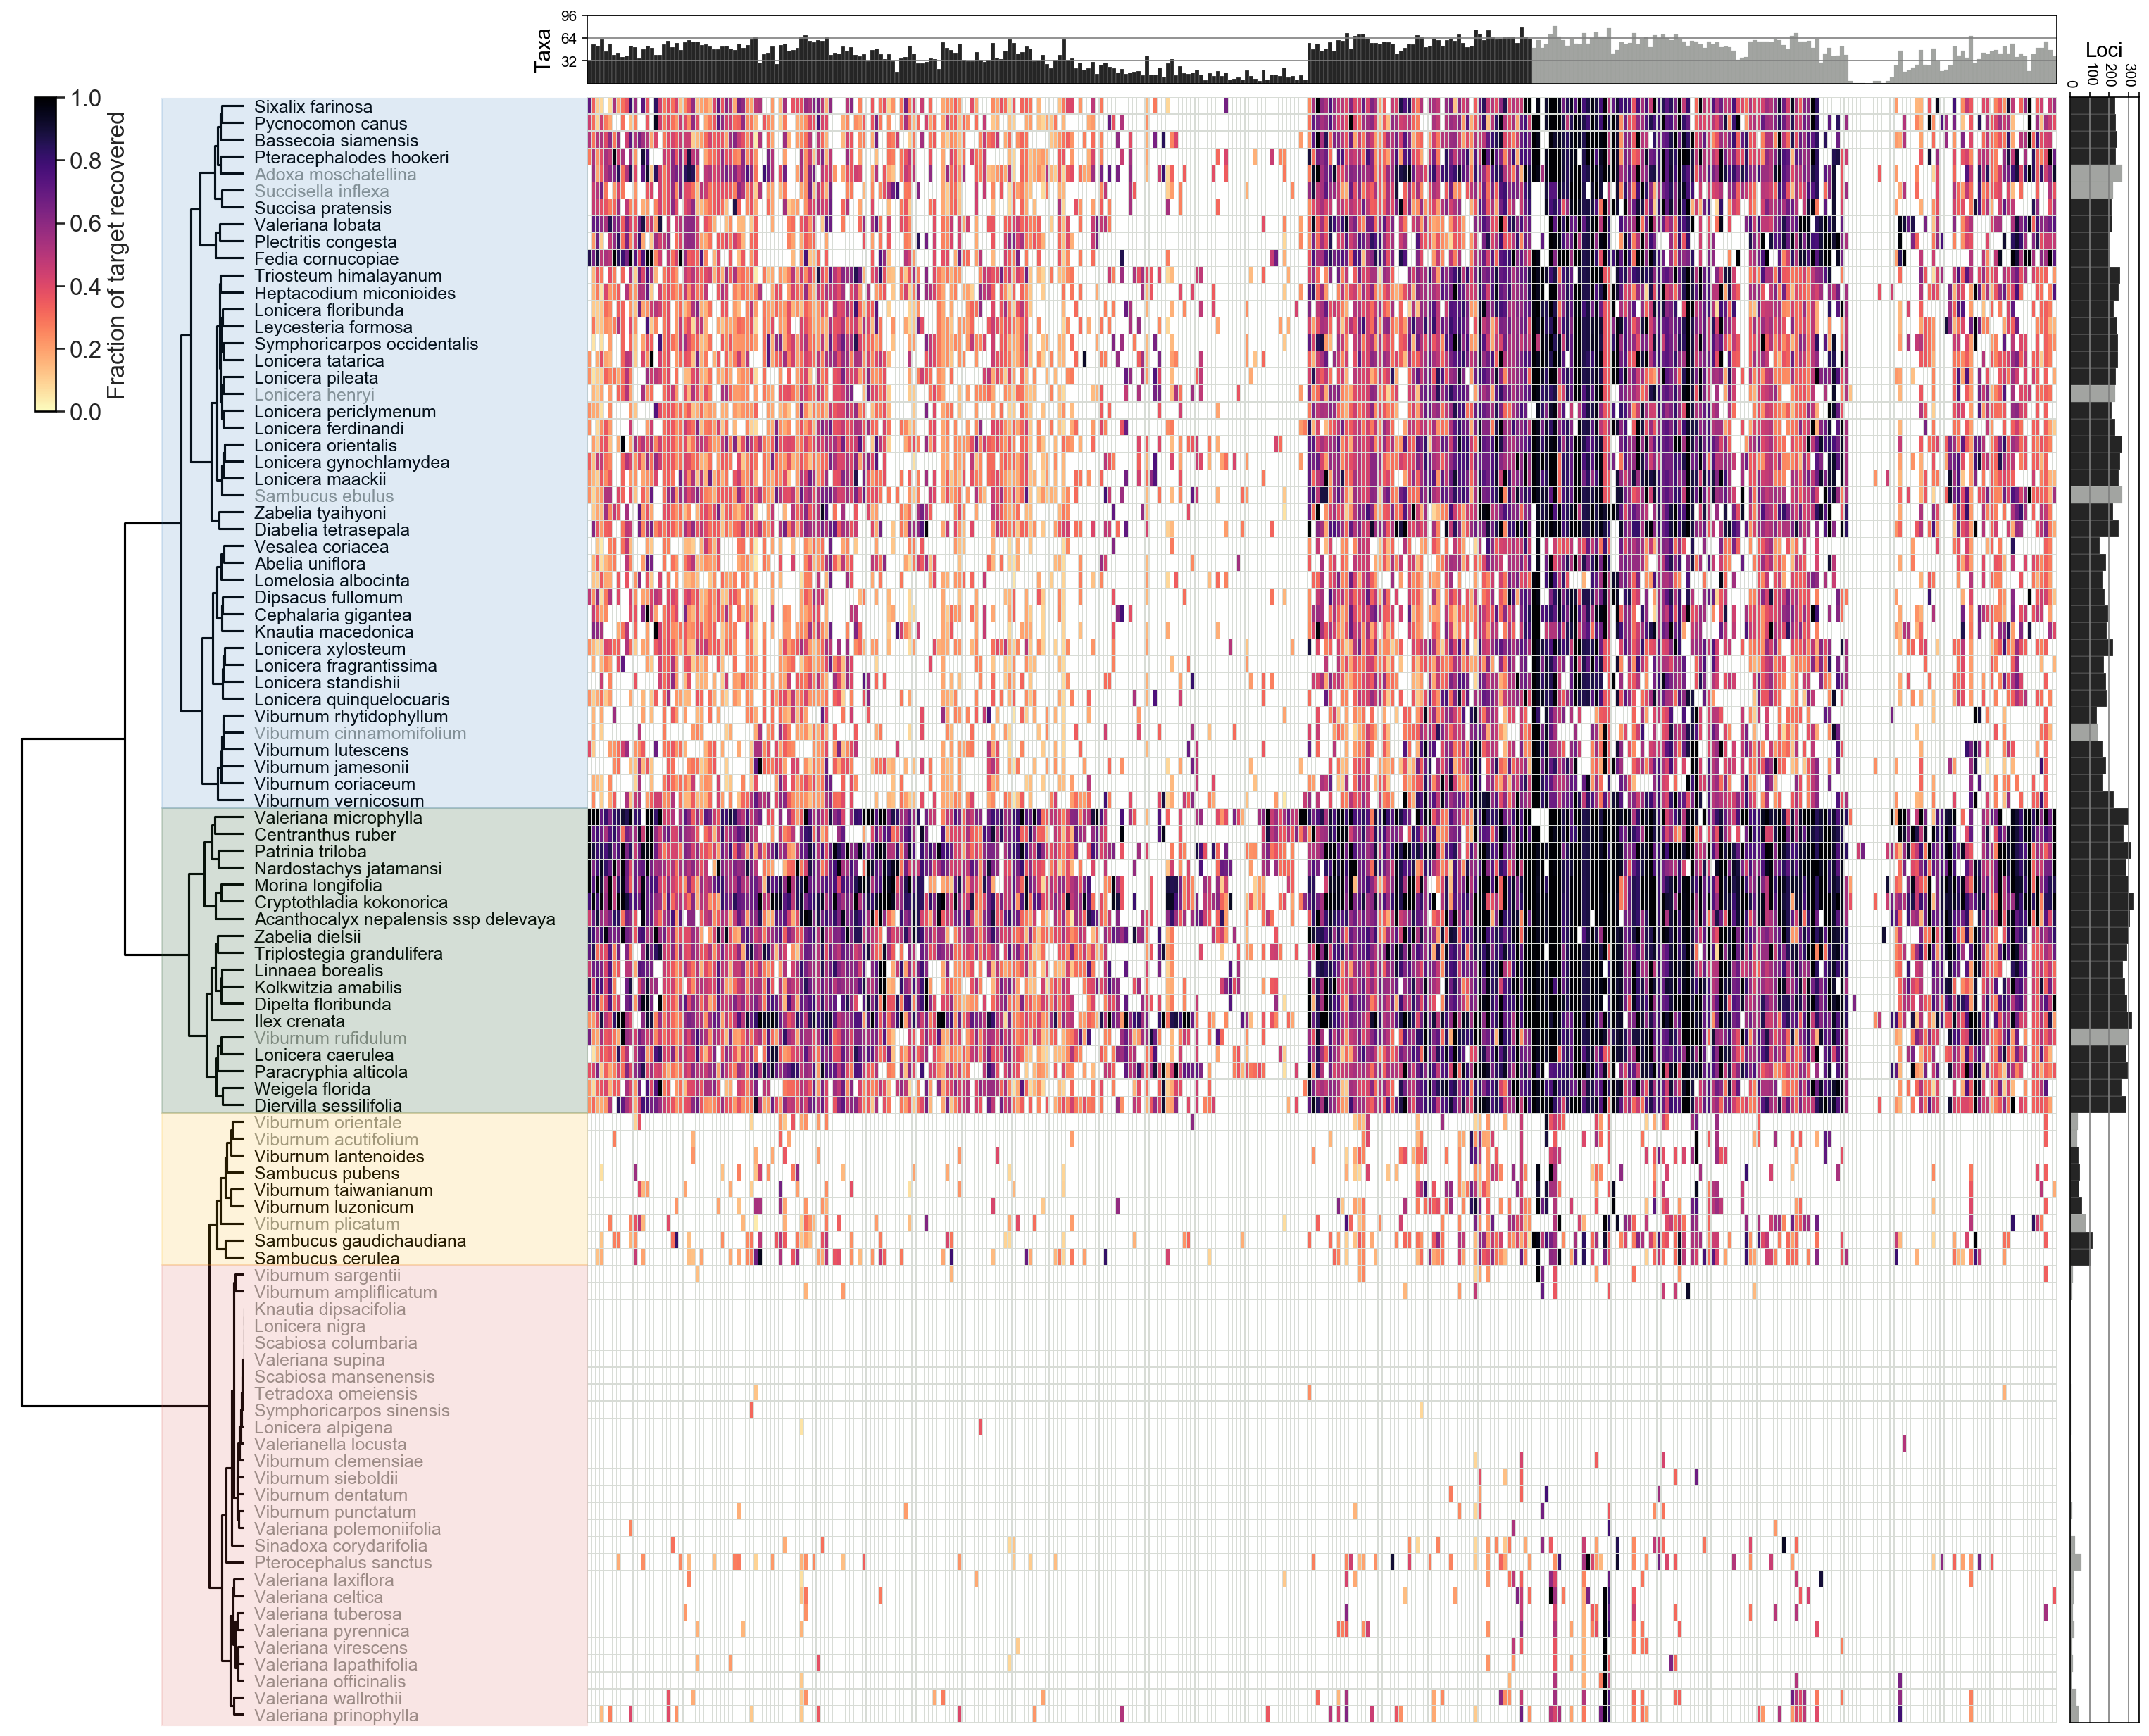 Taxa
96
64
32
Loci
0
100
200
300
1.0
0.8
0.6
0.4
0.2
0.0
Fraction of target recovered
Sixalix farinosa
Pycnocomon canus
Bassecoia siamensis
Pteracephalodes hookeri
Adoxa moschatellina
Succisella inflexa
Succisa pratensis
Valeriana lobata
Plectritis congesta
Fedia cornucopiae
Triosteum himalayanum
Heptacodium miconioides
Lonicera floribunda
Leycesteria formosa
Symphoricarpos occidentalis
Lonicera tatarica
Lonicera pileata
Lonicera henryi
Lonicera periclymenum
Lonicera ferdinandi
Lonicera orientalis
Lonicera gynochlamydea
Lonicera maackii
Sambucus ebulus
Zabelia tyaihyoni
Diabelia tetrasepala
Vesalea coriacea
Abelia uniflora
Lomelosia albocinta
Dipsacus fullomum
Cephalaria gigantea
Knautia macedonica
Lonicera xylosteum
Lonicera fragrantissima
Lonicera standishii
Lonicera quinquelocuaris
Viburnum rhytidophyllum
Viburnum cinnamomifolium
Viburnum lutescens
Viburnum jamesonii
Viburnum coriaceum
Viburnum vernicosum
Valeriana microphylla
Centranthus ruber
Patrinia triloba
Nardostachys jatamansi
Morina longifolia
Cryptothladia kokonorica
Acanthocalyx nepalensis ssp delevaya
Zabelia dielsii
Triplostegia grandulifera
Linnaea borealis
Kolkwitzia amabilis
Dipelta floribunda
Ilex crenata
Viburnum rufidulum
Lonicera caerulea
Paracryphia alticola
Weigela florida
Diervilla sessilifolia
Viburnum orientale
Viburnum acutifolium
Viburnum lantenoides
Sambucus pubens
Viburnum taiwanianum
Viburnum luzonicum
Viburnum plicatum
Sambucus gaudichaudiana
Sambucus cerulea
Viburnum sargentii
Viburnum ampliflicatum
Knautia dipsacifolia
Lonicera nigra
Scabiosa columbaria
Valeriana supina
Scabiosa mansenensis
Tetradoxa omeiensis
Symphoricarpos sinensis
Lonicera alpigena
Valerianella locusta
Viburnum clemensiae
Viburnum sieboldii
Viburnum dentatum
Viburnum punctatum
Valeriana polemoniifolia
Sinadoxa corydarifolia
Pterocephalus sanctus
Valeriana laxiflora
Valeriana celtica
Valeriana tuberosa
Valeriana pyrennica
Valeriana virescens
Valeriana lapathifolia
Valeriana officinalis
Valeriana wallrothii
Valeriana prinophylla